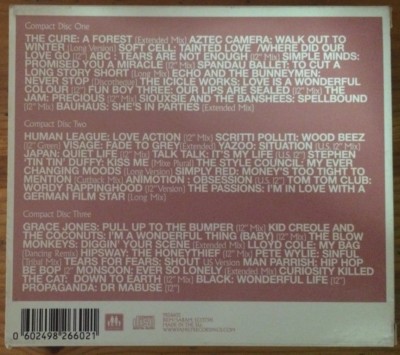 Compact Disc One
THE CURE: A FOREST (Extended Mix) AZTEC CAMERA: WALK OUT TO
WINTER (Long Version) SOFT CELL: TAINTED LOVE /WHERE DID OUR
LOVE GO (12" Mix) ABC: TEARS ARE NOT ENOUGH (12" Mix) SIMPLE MINDS:
PROMISED YOU A MIRACLE (12" Mix) SPANDAU BALLET: TO CUT A
LONG STORY SHORT (12" Mix) ECHO AND THE BUNNEYMEN:
NEVER STOP (Discotheque) THE ICICLE WORKS: LOVE IS A WONDERFUL
COLOUR (12" Mix) FUN BOY THREE: OUR LIPS ARE SEALED (12" Mix) THE
JAM: PRECIOUS (12" Mix) SIOUXSIE AND THE BANSHEES: SPELLBOUND
(12" Mix) BAUHAUS: SHE'S IN PARTIES (Extended Mix)
Compact Disc Two
HUMAN LEAGUE: LOVE ACTION (12" Mix) SCRITTI POLLITI: WOOD BEEZ
(12" Green) VISAGE: FADE TO GREY (Extended) YAZOO: SITUATION (U.S. 12")
JAPAN: QUIET LIFE (12" Mix) TALK TALK: IT'S MY LIFE (U.S. 12") STEPHEN
'TIN TIN' DUFFY: KISS ME (Mixe Plural) THE STYLE COUNCIL: MY EVER
CHANGING MOODS (Long Version) SIMPLY RED: MONEY'S TOO TIGHT TO
MENTION (Cutback Mix) ANIMOTION : OBSESSION (U.S. 12") TOM TOM CLUB:
WORDY RAPPINGHOOD (12" Version) THE PASSIONS: I'M IN LOVE WITH A
GERMAN FILM STAR (Long Mix)
Compact Disc Three
GRACE JONES: PULL UP TO THE BUMPER (12" Mix) KID CREOLE AND
THE COCONUTS: I'M A WONDERFUL THING (BABY) (12" Mix) THE BLOW
MONKEYS: DIGGIN' YOUR SCENE (Extended Mix) LLOYD COLE: MY BAG
(Dancing Remix) HIPSWAY: THE HONEYTHIEF (12" Mix) PETE WYLIE: SINFUL
(Tribal Mix) TEARS FOR FEARS: SHOUT (U.S Version) MAN PARRISH: HIP HOP
BE BOP (12") MONSOON: EVER SO LONELY (Extended Mix) CURIOSITY KILLED
THE CAT: DOWN TO EARTH (12" Mix) BLACK: WONDERFUL LIFE (12")
PROPAGANDA: DR MABUSE (12")
0 602498 266021
MADE IN THE EU.